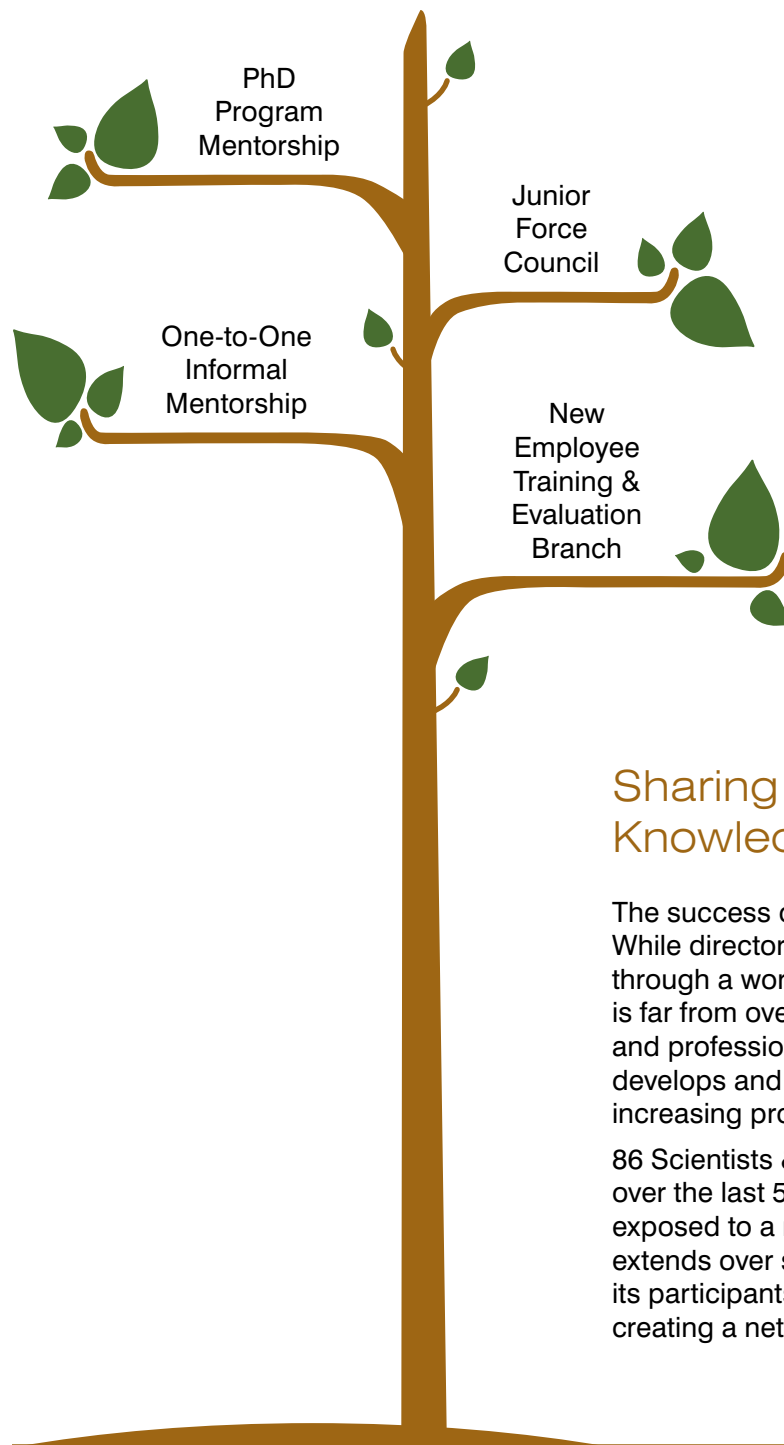 PhD
Program
Mentorship
Junior
Force
Council
One-to-One
Informal
Mentorship
New
Employee
Training &
Evaluation
Branch
Sharing
The success
While director
through a wor
is far from ove
and professio
develops and
increasing pro
86 Scientists
over the last 5
exposed to a
extends over
its participants
creating a net